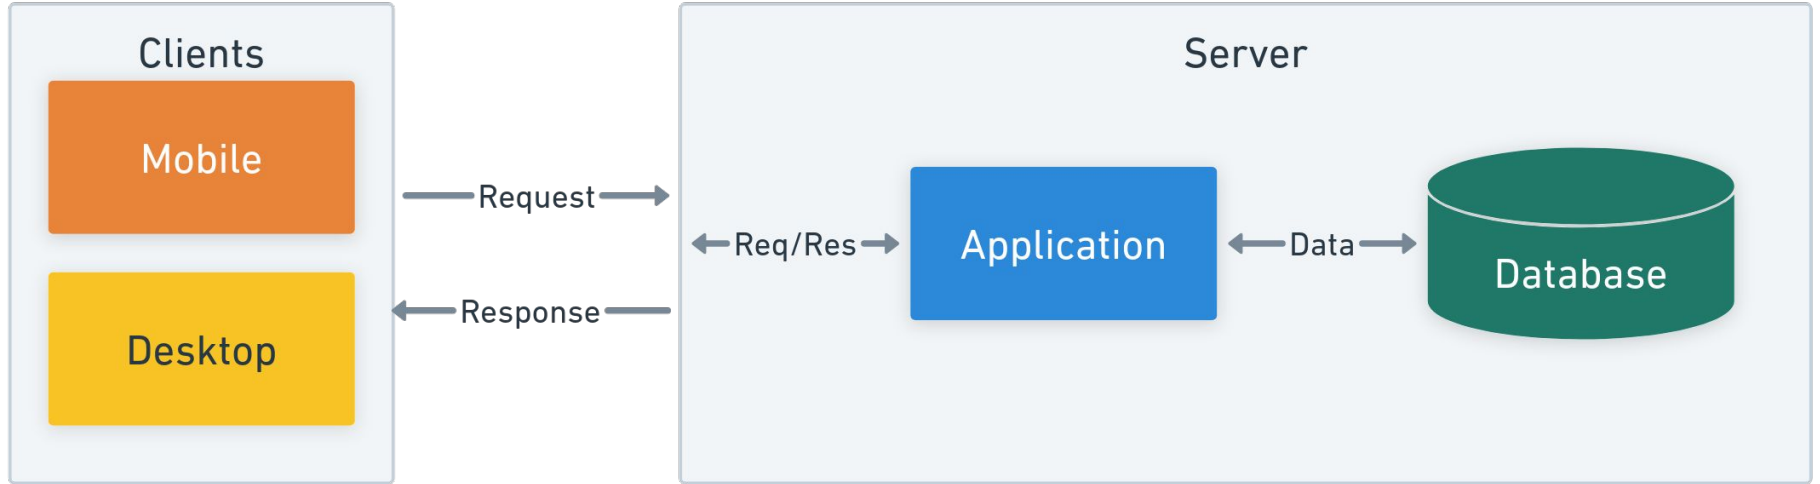 Clients
Mobile
Desktop
Request
Response
Server
Req/Res
Application
Data
Database